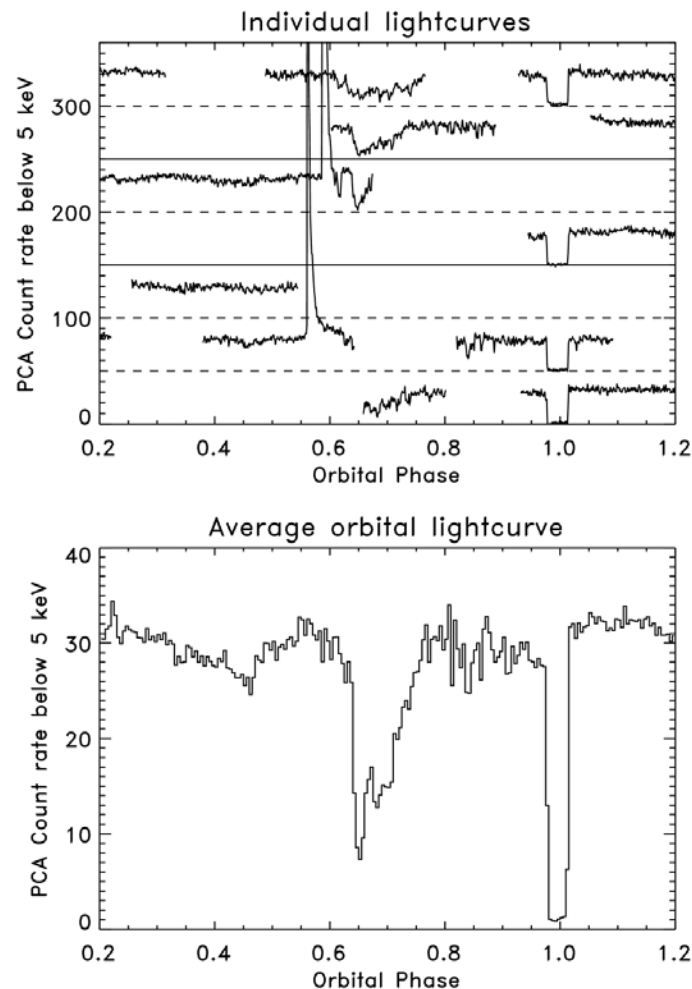 Individual lightcurves
PCA Count rate below 5 keV
300
200
100
0
0.2 0.4 0.6 0.8 1.0 1.2
Orbital Phase
Average orbital lightcurve
PCA Count rate below 5 keV
40
30
20
10
0
0.2 0.4 0.6 0.8 1.0 1.2
Orbital Phase